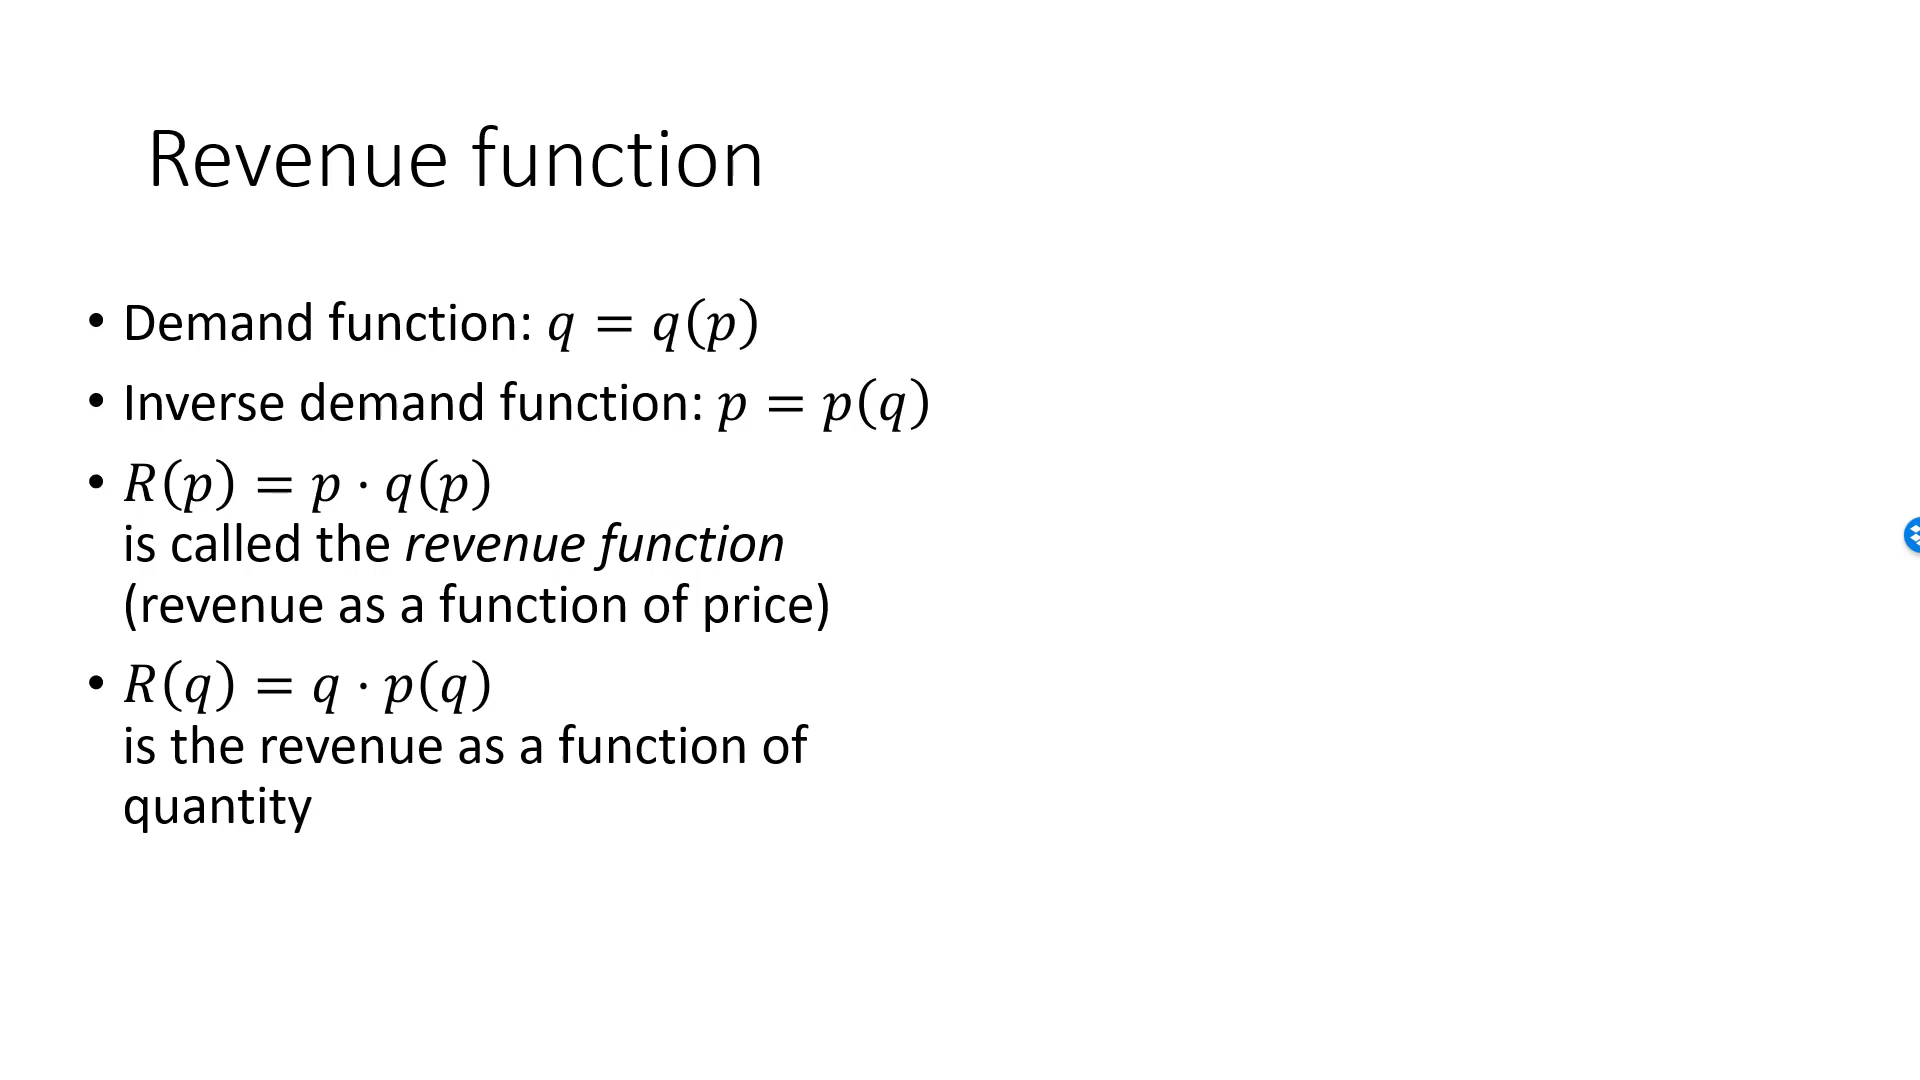 Revenue function
• Demand function: q = q(p)
• Inverse demand function: p = p(q)
• R(p) = p · q(p)
is called the revenue function
(revenue as a function of price)
• R(q) = q · p(q)
is the revenue as a function of
quantity